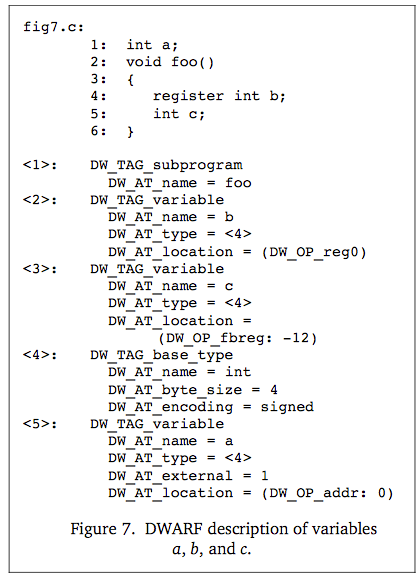 fig7.c:
1: int a;
2: void foo()
3: {
4: register int b;
5: int c;
6: }
<1>: DW_TAG_subprogram
DW_AT_name = foo
<2>: DW_TAG_variable
DW_AT_name = b
DW_AT_type = <4>
DW_AT_location = (DW_OP_reg0)
<3>: DW_TAG_variable
DW_AT_name = c
DW_AT_type = <4>
DW_AT_location =
(DW_OP_fbreg: -12)
<4>: DW_TAG_base_type
DW_AT_name = int
DW_AT_byte_size = 4
DW_AT_encoding = signed
<5>: DW_TAG_variable
DW_AT_name = a
DW_AT_type = <4>
DW_AT_external = 1
DW_AT_location = (DW_OP_addr: 0)
Figure 7. DWARF description of variables
a, b, and c.